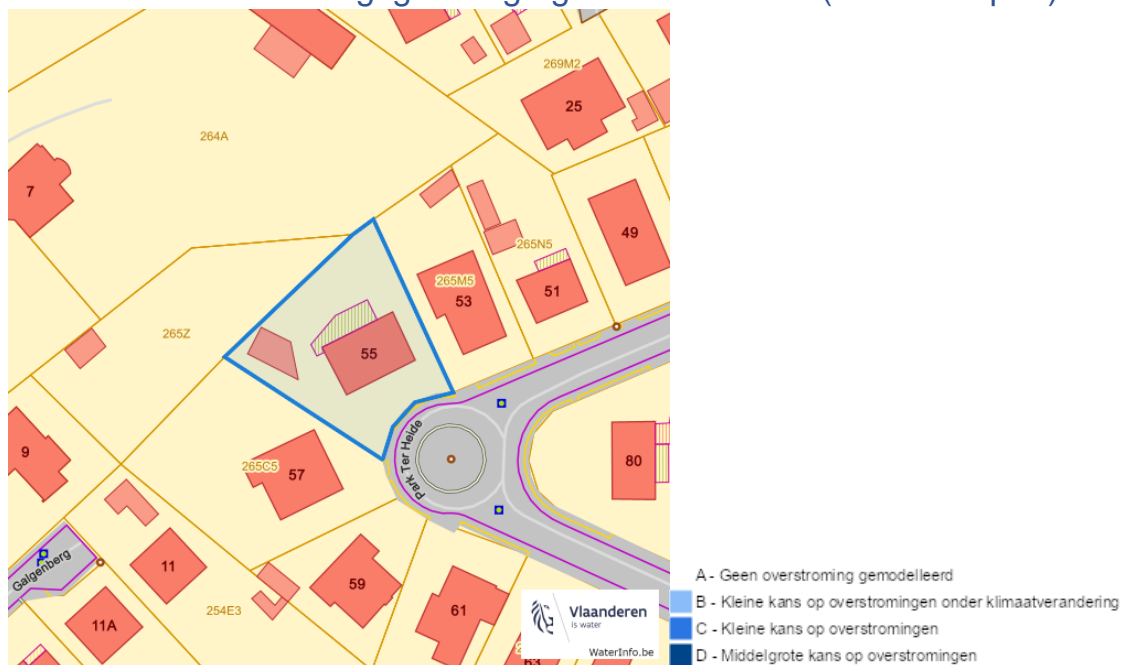 269M2
25
264A
7
49
265N5
265M5
53
51
265Z
55
Park Ter Heide
9
265C5
57
80
Galgenberg
11
59
254E3
61
11A
63
Vlaanderen
is water
WaterInfo.be
A - Geen overstroming gemodelleerd
B - Kleine kans op overstromingen onder klimaatverandering
C - Kleine kans op overstromingen
D - Middelgrote kans op overstromingen